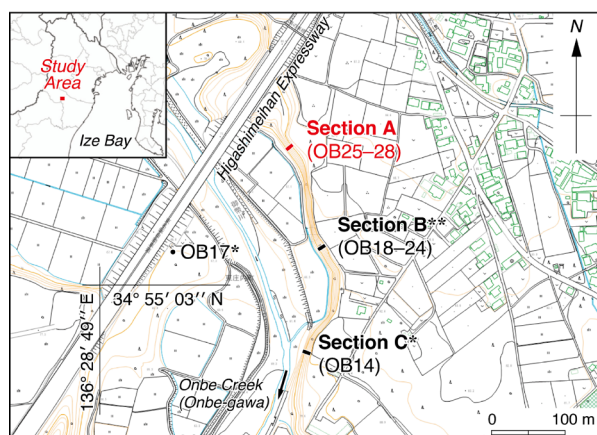 Study
Area
Ize Bay
Higashimeihan Expressway
N
Section A
(OB25–28)
Section B**
(OB18–24)
OB17*
34° 55′ 03″ N
136° 28′ 49″ E
Section C*
(OB14)
Onbe Creek
(Onbe-gawa)
0 100 m